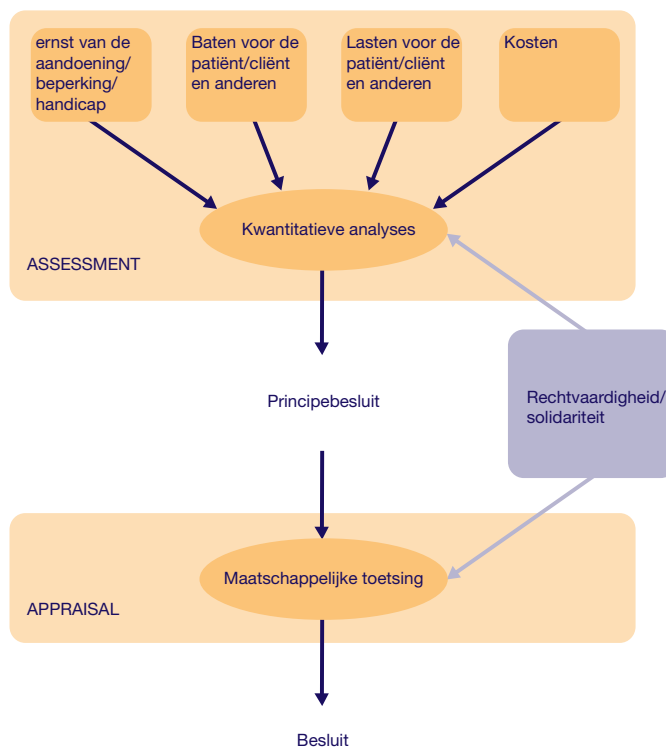 ernst van de
aandoening/
beperking/
handicap
Baten voor de
patiënt/cliënt
en anderen
Lasten voor de
patiënt/cliënt
en anderen
Kosten
Kwantitatieve analyses
ASSESSMENT
Principebesluit
Rechtvaardigheid/
solidariteit
Maatschappelijke toetsing
APPRAISAL
Besluit